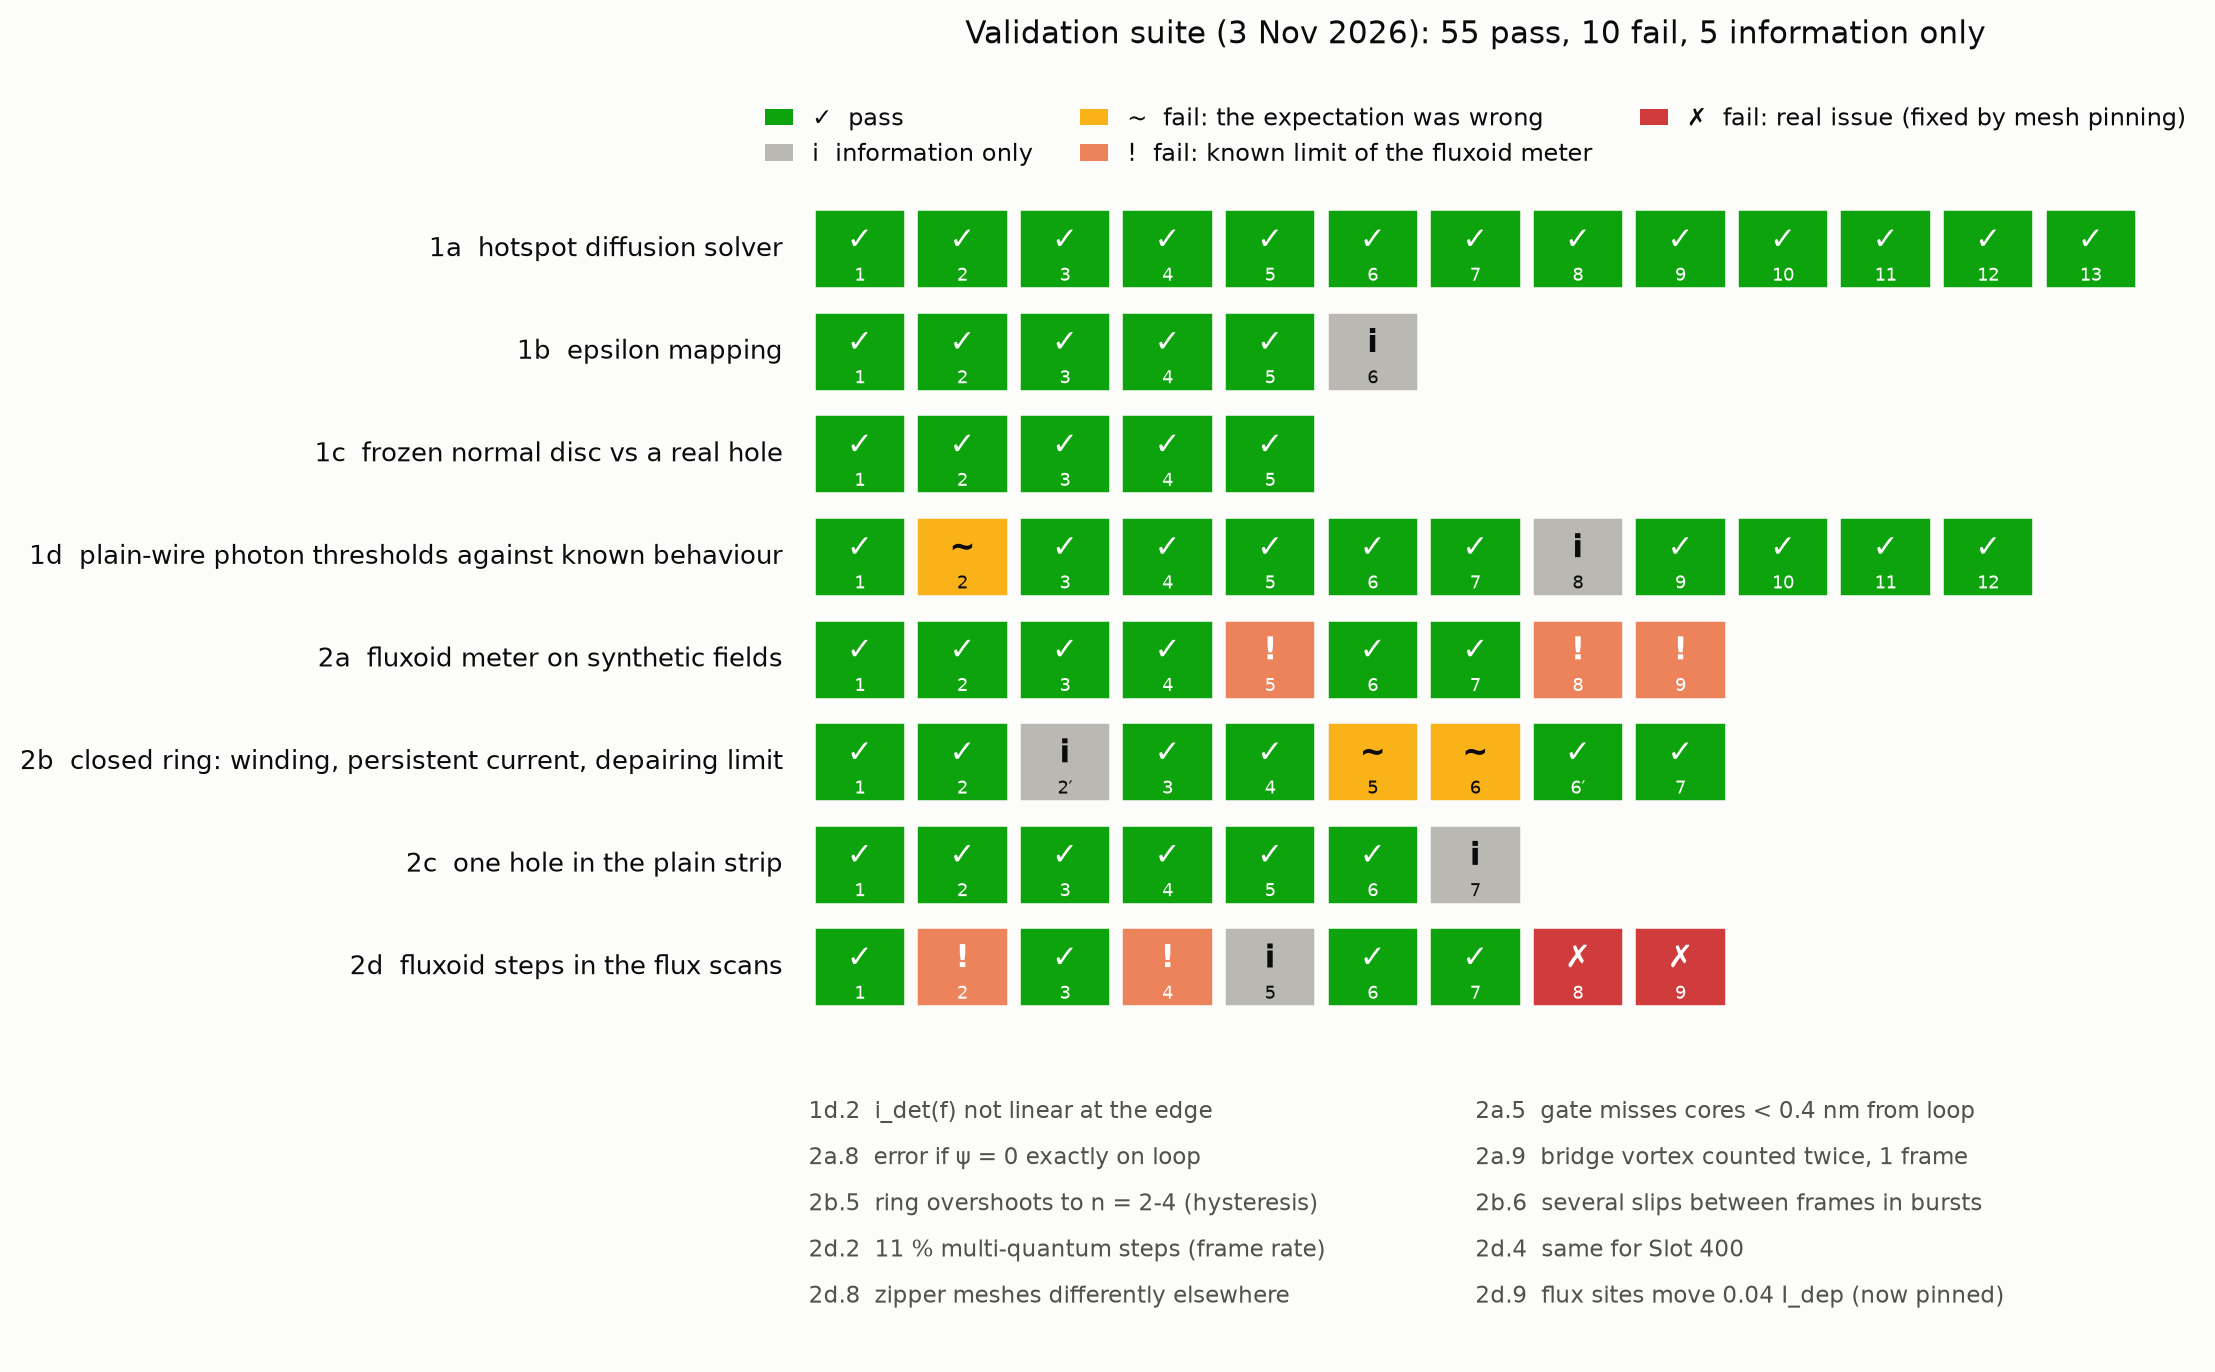 Validation suite (3 Nov 2026): 55 pass, 10 fail, 5 information only
✓ pass
~ fail: the expectation was wrong
✗ fail: real issue (fixed by mesh pinning)
i information only
! fail: known limit of the fluxoid meter
1a hotspot diffusion solver
✓ ✓ ✓ ✓ ✓ ✓ ✓ ✓ ✓ ✓ ✓ ✓ ✓
1 2 3 4 5 6 7 8 9 10 11 12 13
1b epsilon mapping
✓ ✓ ✓ ✓ ✓ i
1 2 3 4 5 6
1c frozen normal disc vs a real hole
✓ ✓ ✓ ✓ ✓
1 2 3 4 5
1d plain-wire photon thresholds against known behaviour
✓ ~ ✓ ✓ ✓ ✓ ✓ i ✓ ✓ ✓ ✓
1 2 3 4 5 6 7 8 9 10 11 12
2a fluxoid meter on synthetic fields
✓ ✓ ✓ ✓ ! ✓ ✓ ! !
1 2 3 4 5 6 7 8 9
2b closed ring: winding, persistent current, depairing limit
✓ ✓ i ✓ ✓ ~ ~ ✓ ✓
1 2 2′ 3 4 5 6 6′ 7
2c one hole in the plain strip
✓ ✓ ✓ ✓ ✓ ✓ i
1 2 3 4 5 6 7
2d fluxoid steps in the flux scans
✓ ! ✓ ! i ✓ ✓ ✗ ✗
1 2 3 4 5 6 7 8 9
1d.2 i_det(f) not linear at the edge
2a.5 gate misses cores < 0.4 nm from loop
2a.8 error if ψ = 0 exactly on loop
2a.9 bridge vortex counted twice, 1 frame
2b.5 ring overshoots to n = 2-4 (hysteresis)
2b.6 several slips between frames in bursts
2d.2 11 % multi-quantum steps (frame rate)
2d.4 same for Slot 400
2d.8 zipper meshes differently elsewhere
2d.9 flux sites move 0.04 I_dep (now pinned)